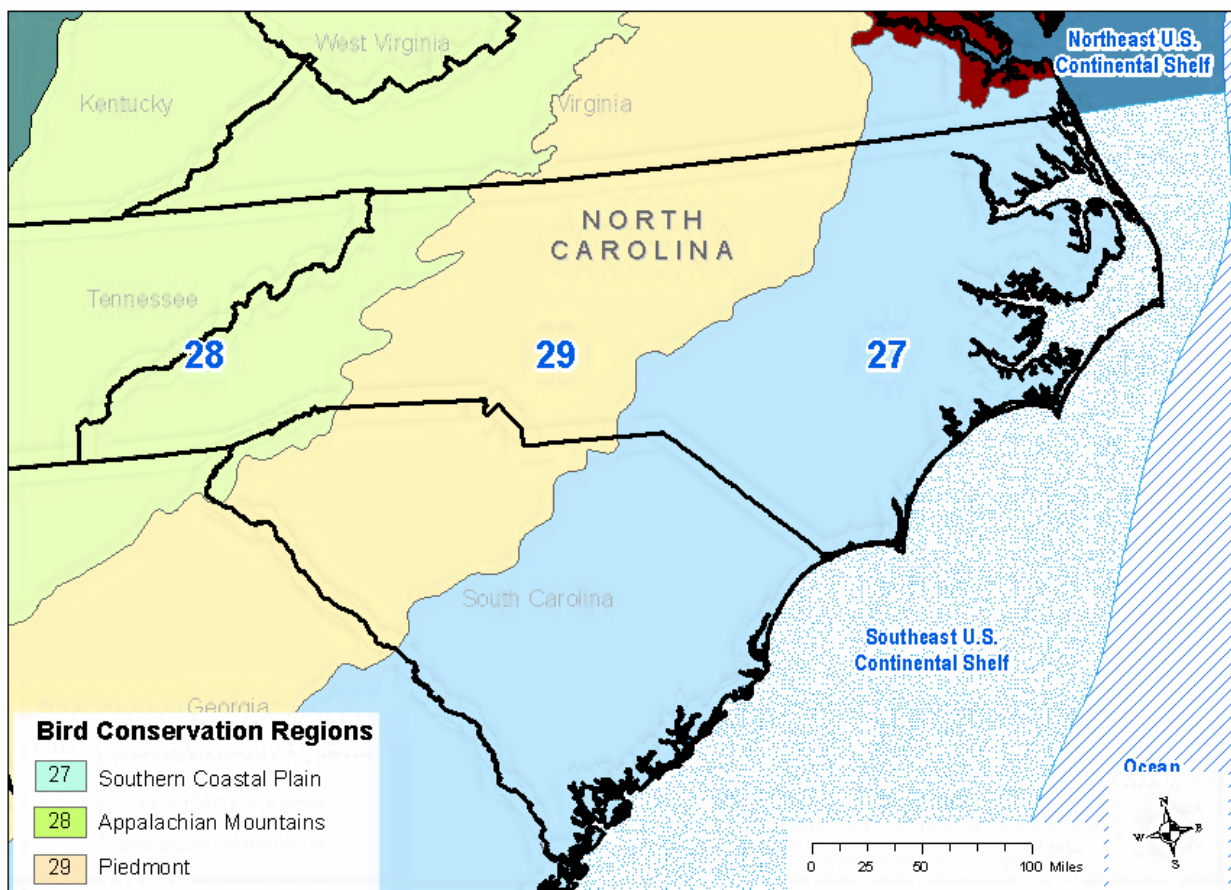 West Virginia
Northeast U.S.
Continental Shelf
Kentucky
Virginia
NORTH
CAROLINA
Tennessee
28
29
27
South Carolina
Southeast U.S.
Continental Shelf
Georgia
Bird Conservation Regions
27 Southern Coastal Plain
28 Appalachian Mountains
29 Piedmont
Ocean
N
W E
S
0 25 50 100 Miles